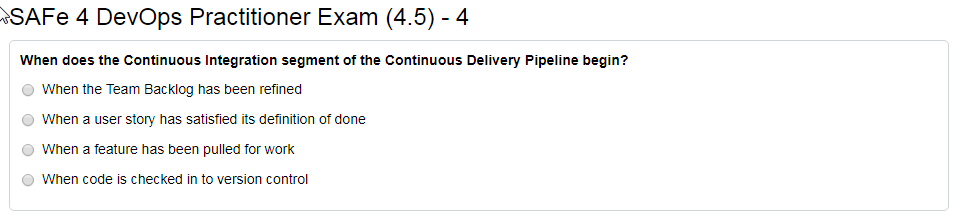 SAFe 4 DevOps Practitioner Exam (4.5) - 4
When does the Continuous Integration segment of the Continuous Delivery Pipeline begin?
When the Team Backlog has been refined
When a user story has satisfied its definition of done
When a feature has been pulled for work
When code is checked in to version control